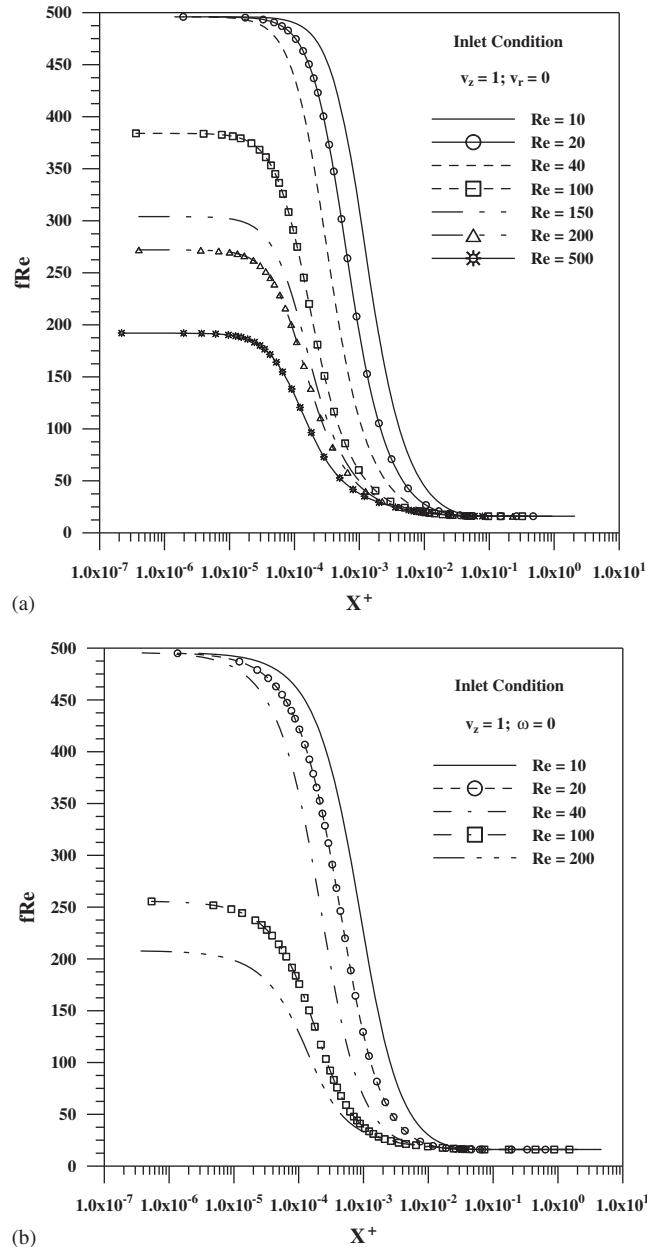 500
450
400
350
300
250
200
150
100
50
0
fRe
Inlet Condition
v_z = 1; v_r = 0
Re = 10
Re = 20
Re = 40
Re = 100
Re = 150
Re = 200
Re = 500
1.0x10^-7 1.0x10^-6 1.0x10^-5 1.0x10^-4 1.0x10^-3 1.0x10^-2 1.0x10^-1 1.0x10^0 1.0x10^1
(a)
X^+
500
450
400
350
300
250
200
150
100
50
0
fRe
Inlet Condition
v_z = 1; ω = 0
Re = 10
Re = 20
Re = 40
Re = 100
Re = 200
1.0x10^-7 1.0x10^-6 1.0x10^-5 1.0x10^-4 1.0x10^-3 1.0x10^-2 1.0x10^-1 1.0x10^0 1.0x10^1
(b)
X^+